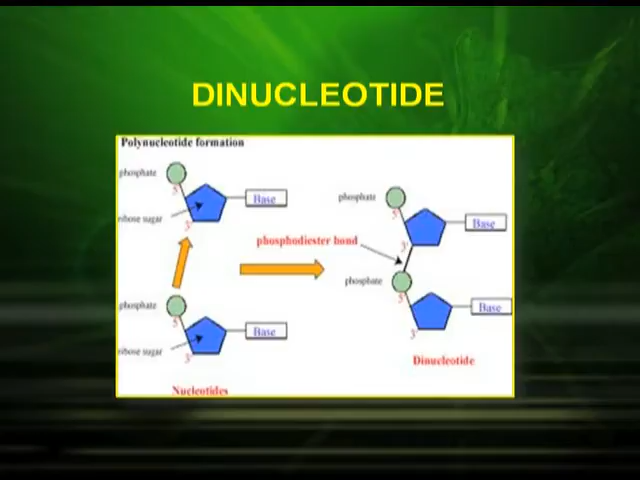 DINUCLEOTIDE
Polynucleotide formation
phosphate
5'
Base
ribose sugar
3'
phosphate
5'
Base
ribose sugar
3'
Nucleotides
phosphodiester bond
phosphate
5'
Base
3'
phosphate
5'
Base
3'
Dinucleotide